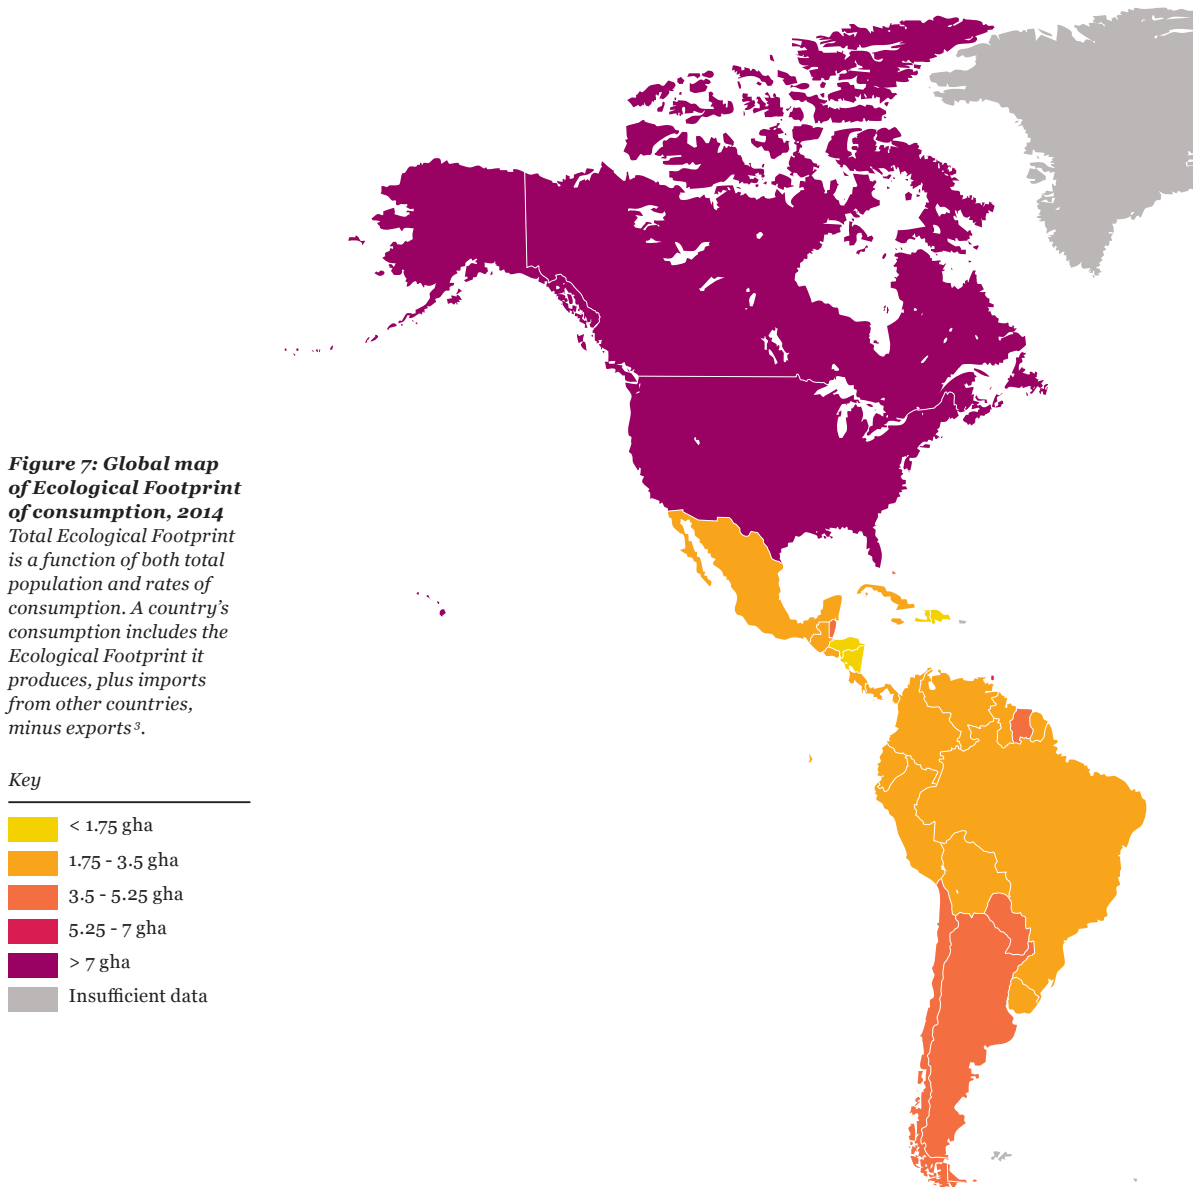 Figure 7: Global map
of Ecological Footprint
of consumption, 2014
Total Ecological Footprint
is a function of both total
population and rates of
consumption. A country's
consumption includes the
Ecological Footprint it
produces, plus imports
from other countries,
minus exports³.
Key
< 1.75 gha
1.75 - 3.5 gha
3.5 - 5.25 gha
5.25 - 7 gha
> 7 gha
Insufficient data